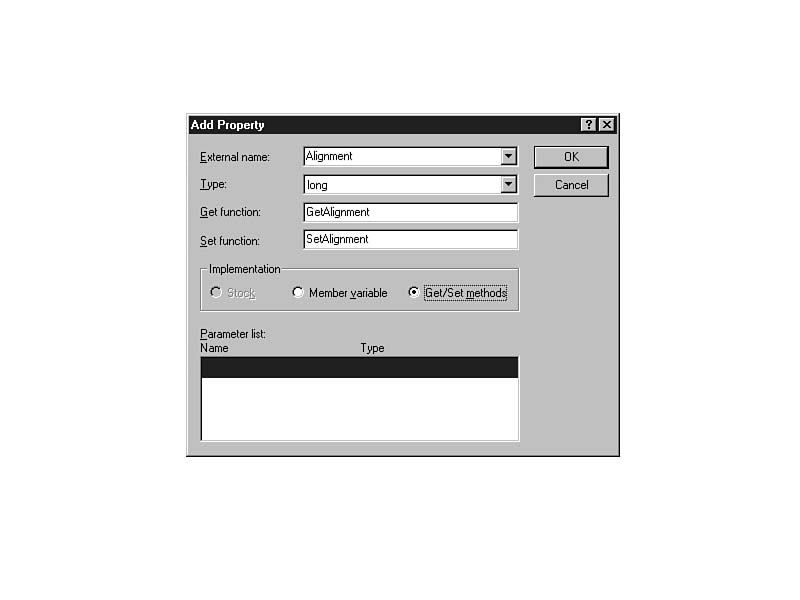 Add Property
External name: Alignment OK
Type: long Cancel
Get function: GetAlignment
Set function: SetAlignment
Implementation
Stock Member variable Get/Set methods
Parameter list:
Name Type